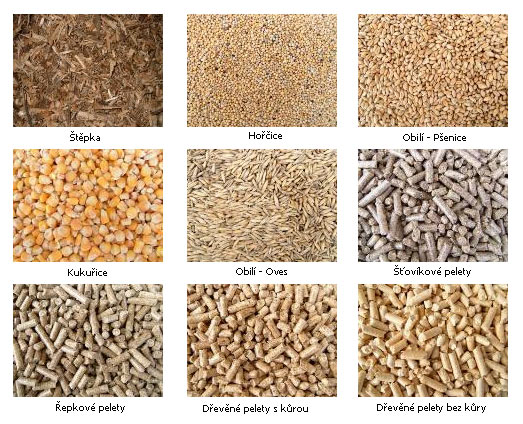 Štěpka
Hořčice
Obilí - Pšenice
Kukuřice
Obilí - Oves
Šťovíkové pelety
Řepkové pelety
Dřevěné pelety s kůrou
Dřevěné pelety bez kůry